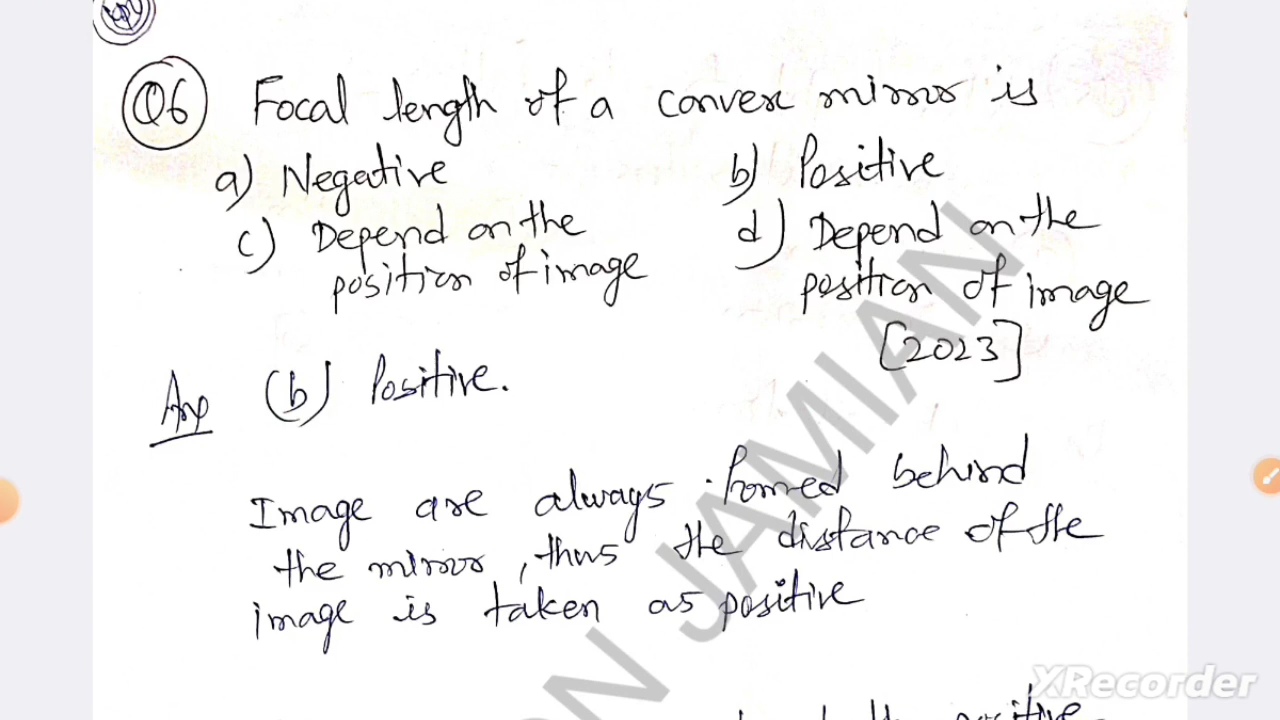 Q6 Focal length of a convex mirror is
a) Negative b) Positive
c) Depend on the position of image d) Depend on the position of image
[2023]
Ans (b) Positive.
Image are always formed behind
the mirror, thus the distance of the
image is taken as positive
JAMIAN
XRecorder
positive.